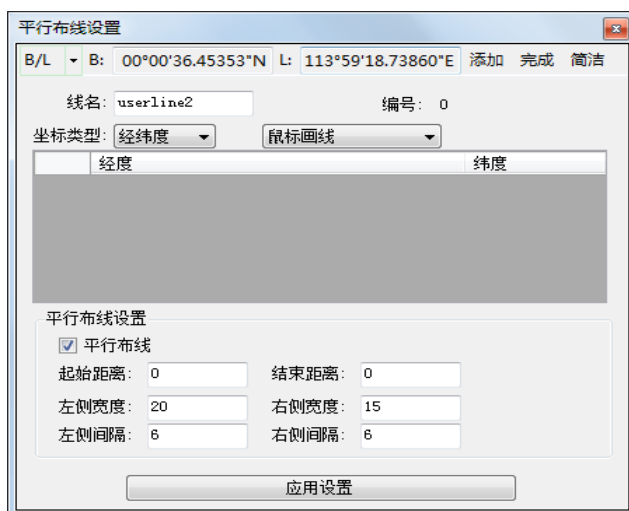 平行布线设置
B/L B: 00°00'36.45353"N L: 113°59'18.73860"E 添加 完成 简洁
线名: userline2 编号: 0
坐标类型: 经纬度 鼠标画线
经度 纬度
平行布线设置
平行布线
起始距离: 0 结束距离: 0
左侧宽度: 20 右侧宽度: 15
左侧间隔: 6 右侧间隔: 6
应用设置